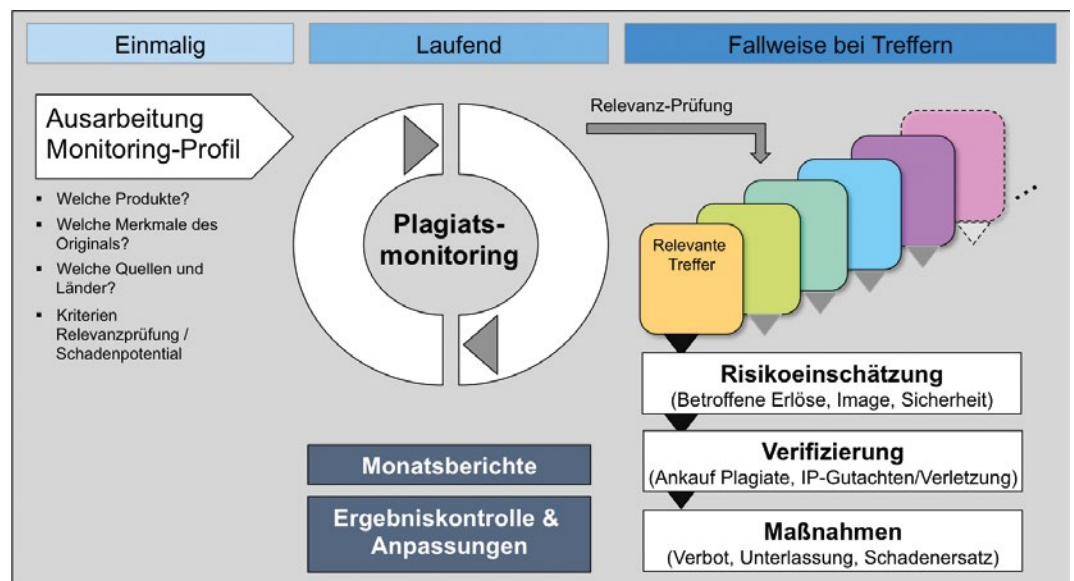 Einmalig
Laufend
Fallweise bei Treffern
Ausarbeitung
Monitoring-Profil
▪ Welche Produkte?
▪ Welche Merkmale des
Originals?
▪ Welche Quellen und
Länder?
▪ Kriterien
Relevanzprüfung /
Schadenpotential
Plagiats-
monitoring
Monatsberichte
Ergebniskontrolle &
Anpassungen
Relevanz-Prüfung
Relevante
Treffer
...
Risikoeinschätzung
(Betroffene Erlöse, Image, Sicherheit)
Verifizierung
(Ankauf Plagiate, IP-Gutachten/Verletzung)
Maßnahmen
(Verbot, Unterlassung, Schadenersatz)